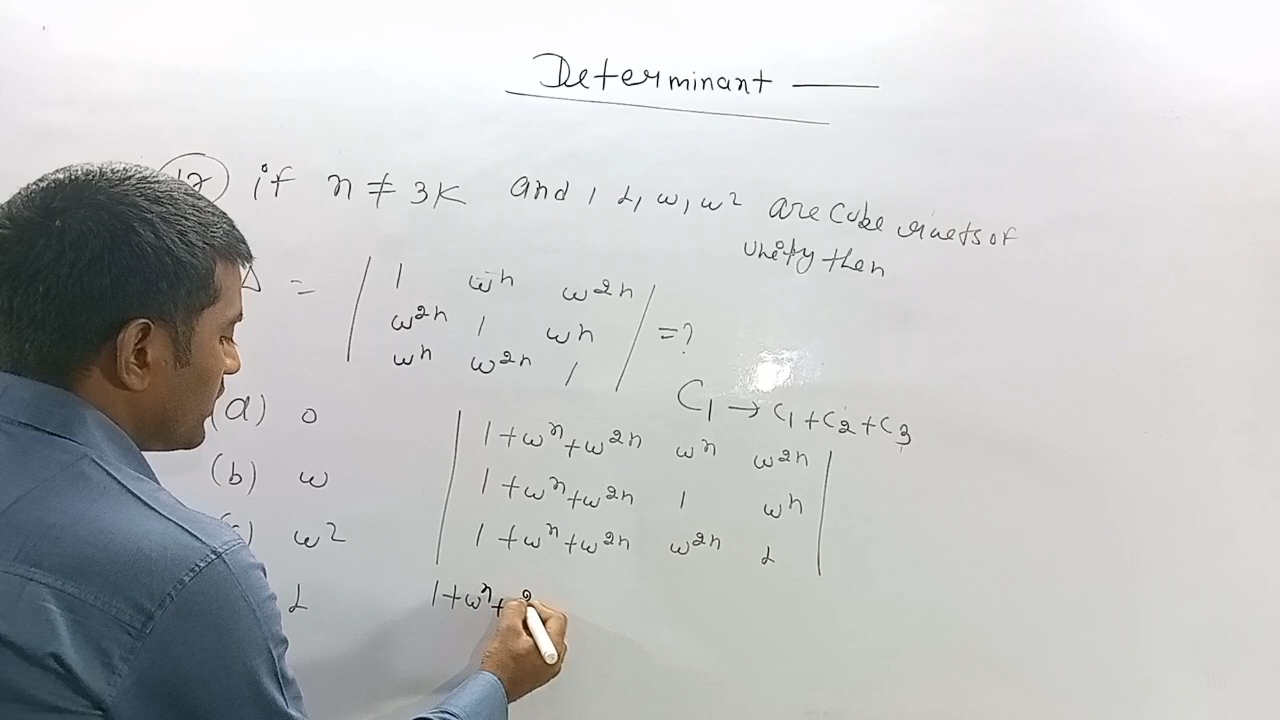 Determinant
12) if n ≠ 3K and 1, 1, ω, ω² are cube roots of
unity then
Δ = | 1 ωⁿ ω²ⁿ |
| ω²ⁿ 1 ωⁿ | = ?
| ωⁿ ω²ⁿ 1 |
C₁ → C₁ + C₂ + C₃
(a) 0
(b) ω
ω²
1
| 1+ωⁿ+ω²ⁿ ωⁿ ω²ⁿ |
| 1+ωⁿ+ω²ⁿ 1 ωⁿ |
| 1+ωⁿ+ω²ⁿ ω²ⁿ 1 |
1+ωⁿ+